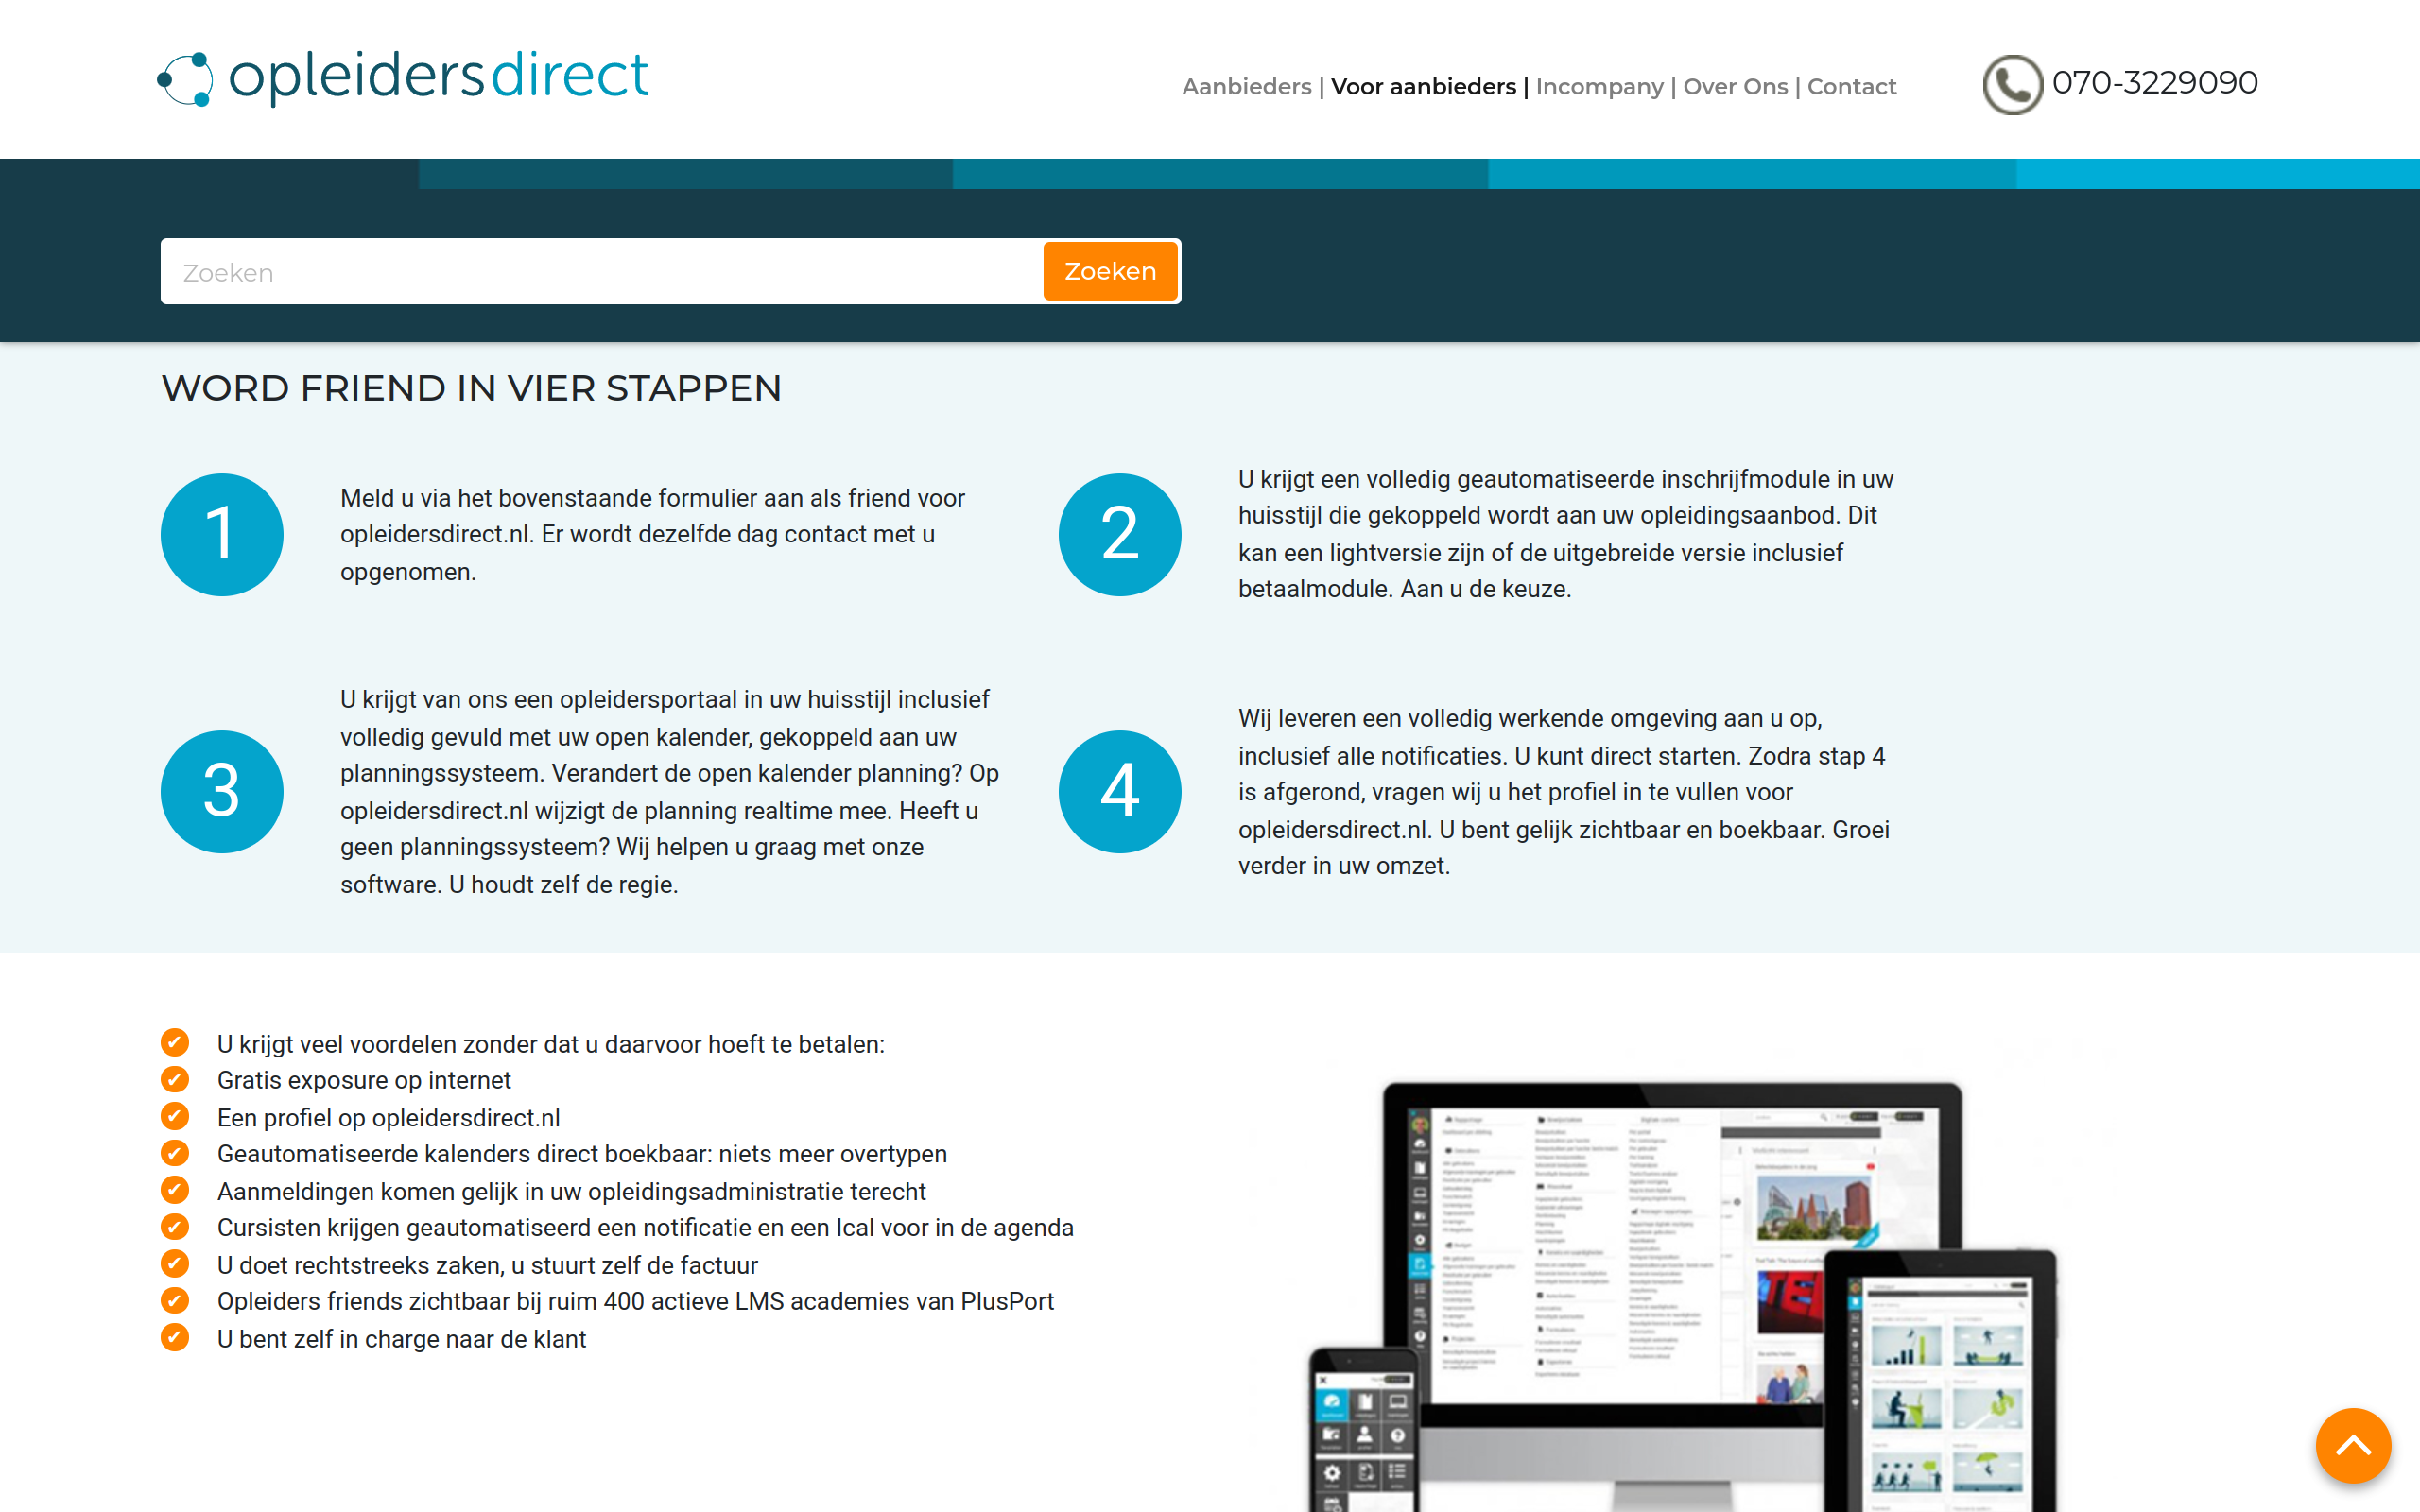 opleidersdirect
Aanbieders | Voor aanbieders | Incompany | Over Ons | Contact
070-3229090
Zoeken
Zoeken
WORD FRIEND IN VIER STAPPEN
1
Meld u via het bovenstaande formulier aan als friend voor
opleidersdirect.nl. Er wordt dezelfde dag contact met u
opgenomen.
2
U krijgt een volledig geautomatiseerde inschrijfmodule in uw
huisstijl die gekoppeld wordt aan uw opleidingsaanbod. Dit
kan een lightversie zijn of de uitgebreide versie inclusief
betaalmodule. Aan u de keuze.
3
U krijgt van ons een opleidersportaal in uw huisstijl inclusief
volledig gevuld met uw open kalender, gekoppeld aan uw
planningssysteem. Verandert de open kalender planning? Op
opleidersdirect.nl wijzigt de planning realtime mee. Heeft u
geen planningssysteem? Wij helpen u graag met onze
software. U houdt zelf de regie.
4
Wij leveren een volledig werkende omgeving aan u op,
inclusief alle notificaties. U kunt direct starten. Zodra stap 4
is afgerond, vragen wij u het profiel in te vullen voor
opleidersdirect.nl. U bent gelijk zichtbaar en boekbaar. Groei
verder in uw omzet.
U krijgt veel voordelen zonder dat u daarvoor hoeft te betalen:
Gratis exposure op internet
Een profiel op opleidersdirect.nl
Geautomatiseerde kalenders direct boekbaar: niets meer overtypen
Aanmeldingen komen gelijk in uw opleidingsadministratie terecht
Cursisten krijgen geautomatiseerd een notificatie en een Ical voor in de agenda
U doet rechtstreeks zaken, u stuurt zelf de factuur
Opleiders friends zichtbaar bij ruim 400 actieve LMS academies van PlusPort
U bent zelf in charge naar de klant